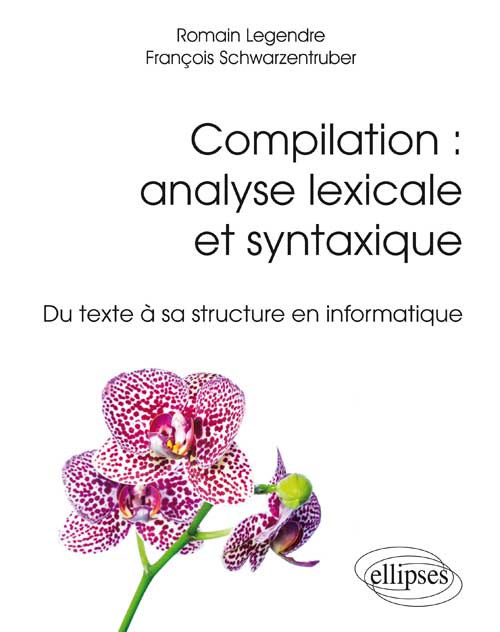 Romain Legendre
François Schwarzentruber
Compilation :
analyse lexicale
et syntaxique
Du texte à sa structure en informatique
ellipses